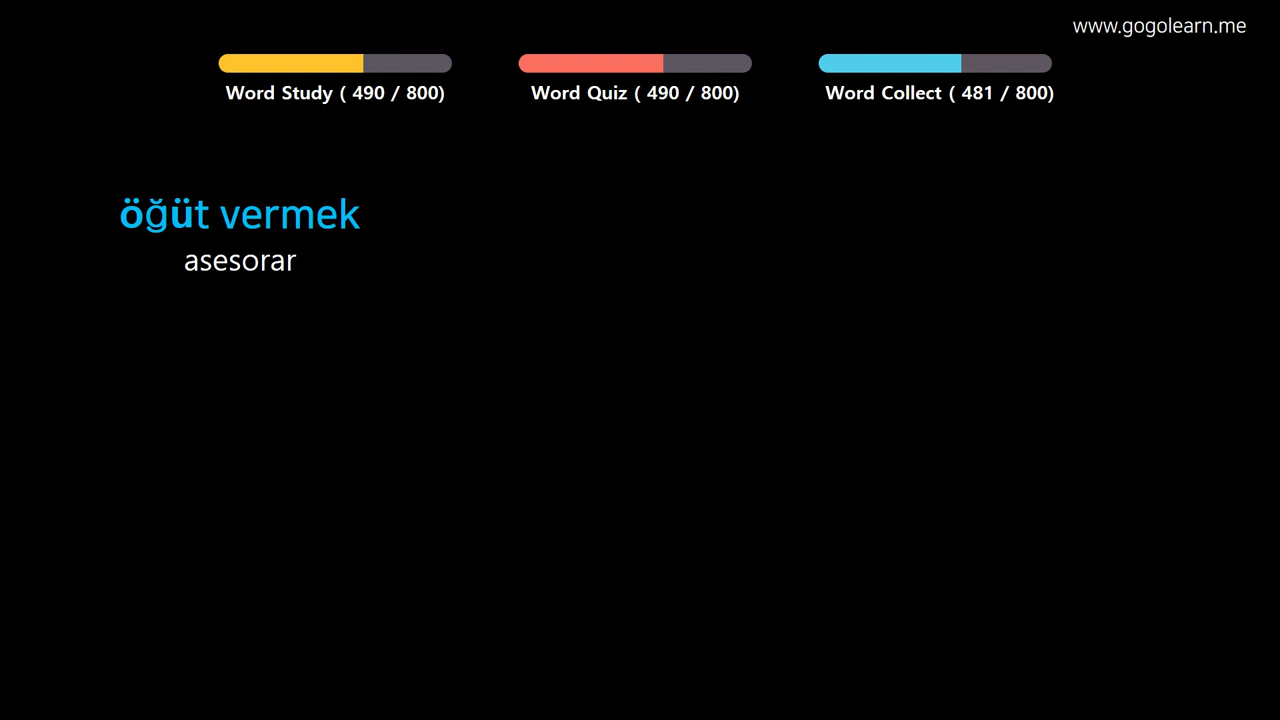 www.gogolearn.me
Word Study ( 490 / 800)
Word Quiz ( 490 / 800)
Word Collect ( 481 / 800)
öğüt vermek
asesorar